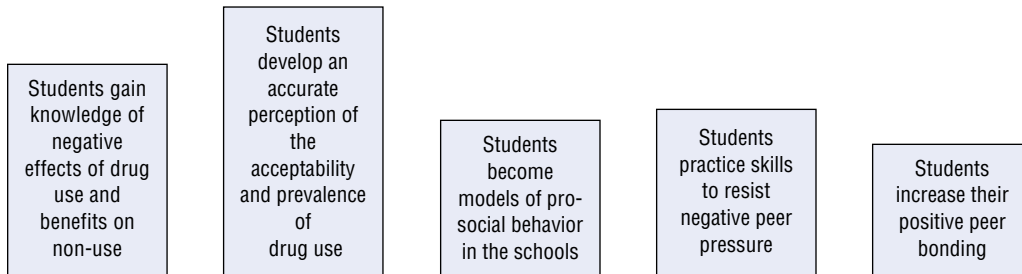 Students gain
knowledge of
negative
effects of drug
use and
benefits on
non-use
Students
develop an
accurate
perception of
the
acceptability
and prevalence
of
drug use
Students
become
models of pro-
social behavior
in the schools
Students
practice skills
to resist
negative peer
pressure
Students
increase their
positive peer
bonding